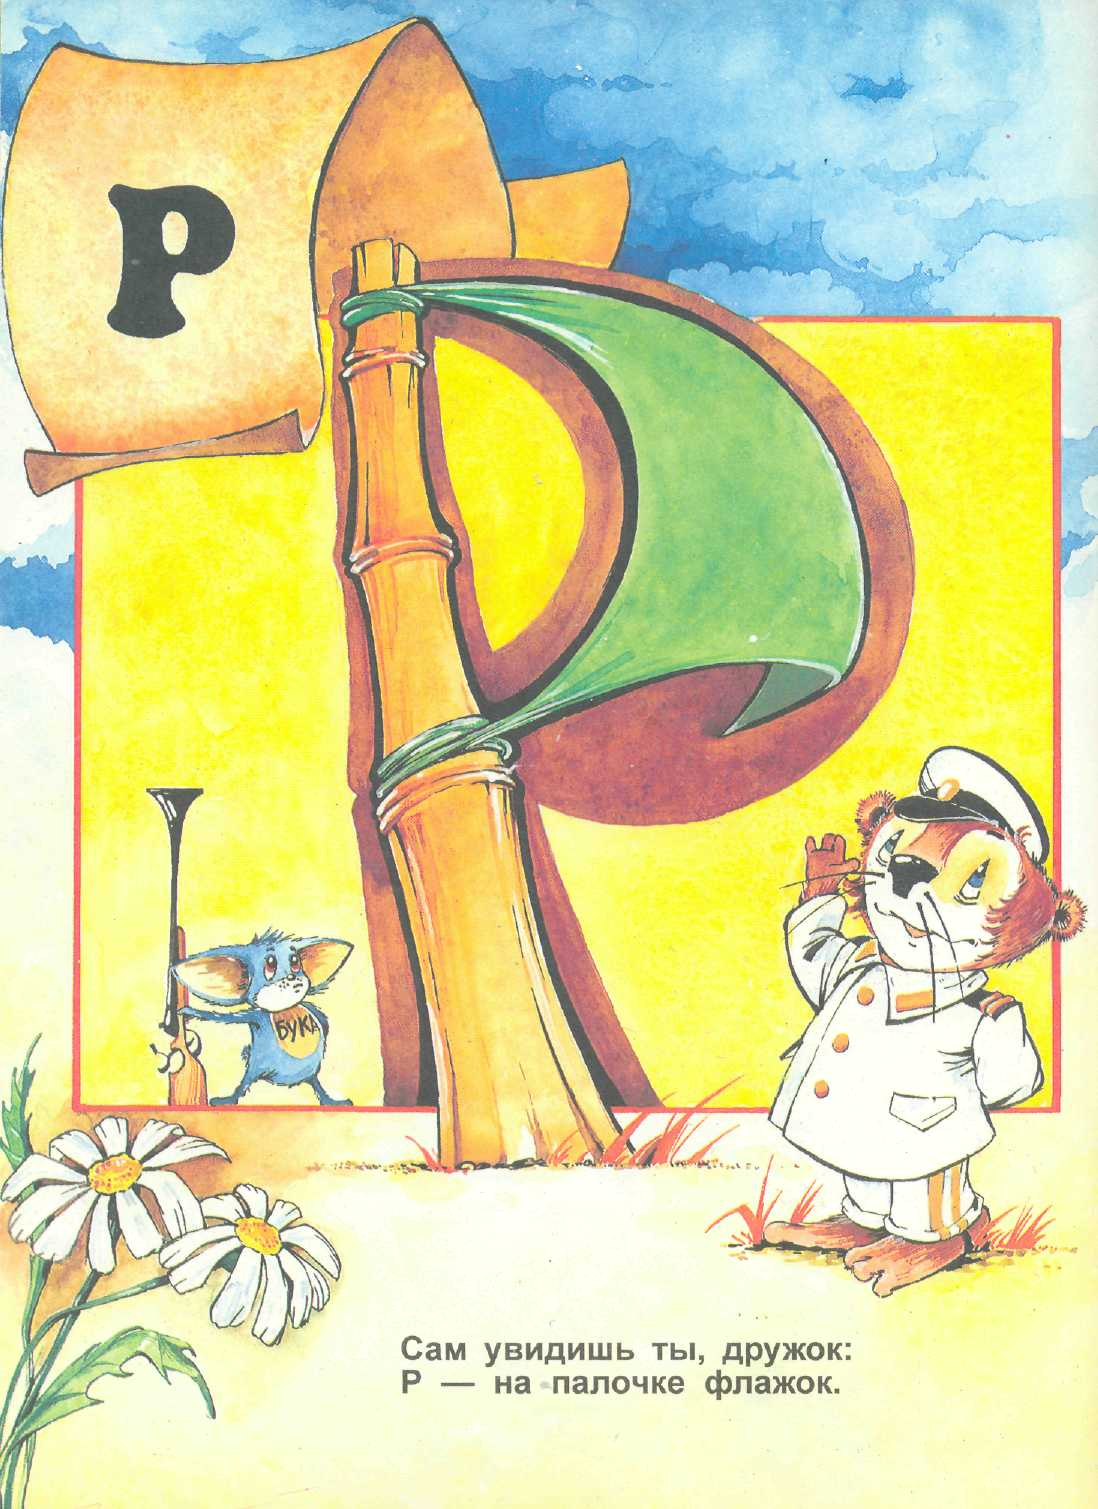 Р
БУКА
Сам увидишь ты, дружок:
Р — на палочке флажок.